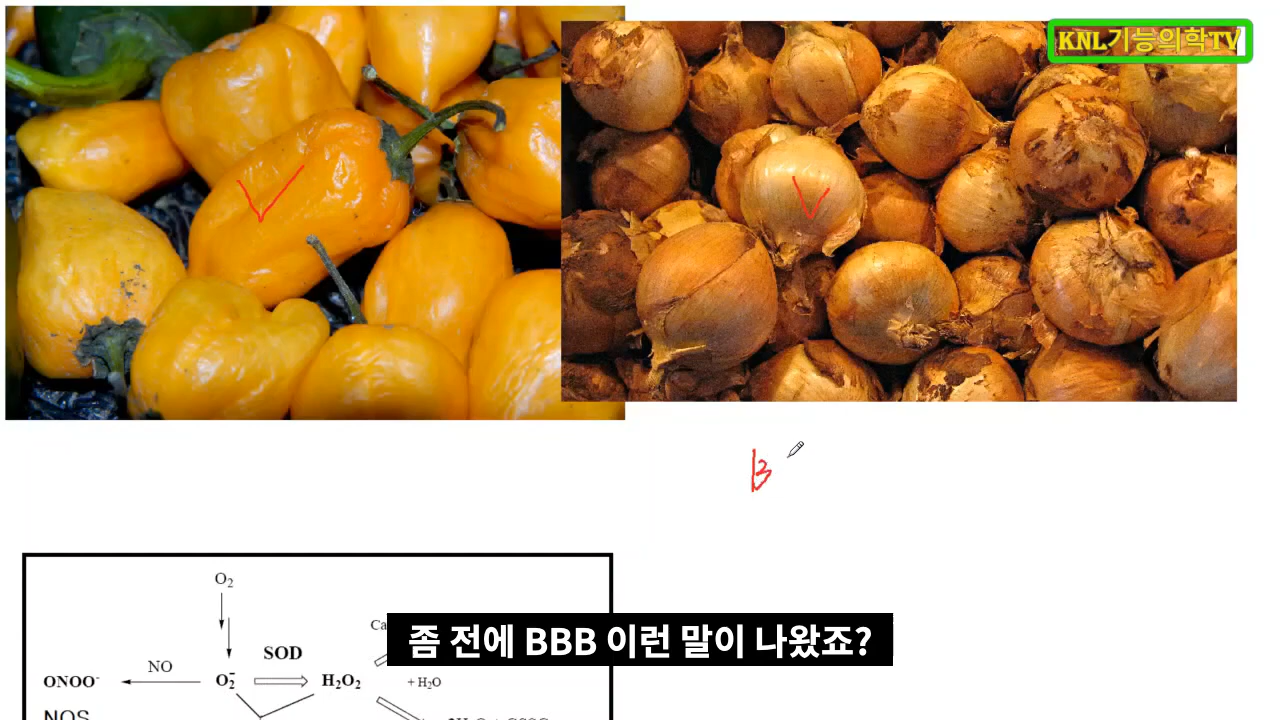 KNL기능의학TV
B
O2
Ca
좀 전에 BBB 이런 말이 나왔죠?
SOD
NO
ONOO-
O2-
H2O2
+ H2O
NOS